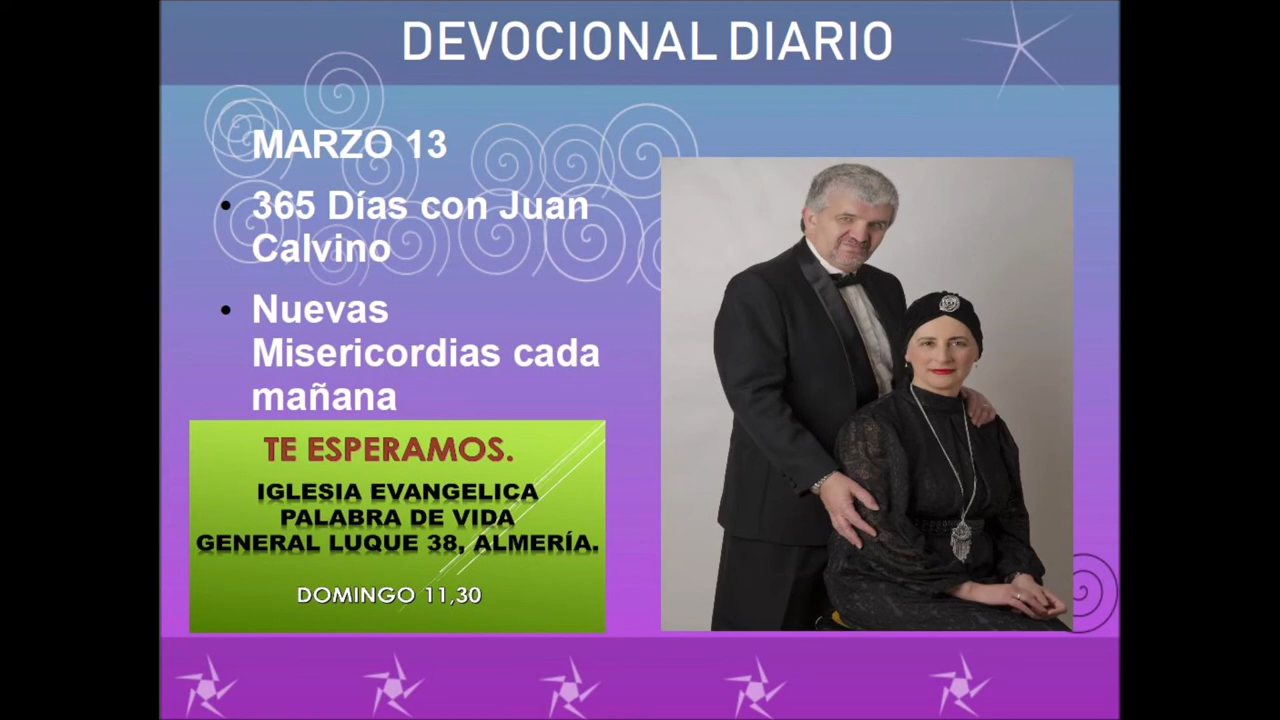 DEVOCIONAL DIARIO
MARZO 13
• 365 Días con Juan
Calvino
• Nuevas
Misericordias cada
mañana
TE ESPERAMOS.
IGLESIA EVANGELICA
PALABRA DE VIDA
GENERAL LUQUE 38, ALMERÍA.
DOMINGO 11,30